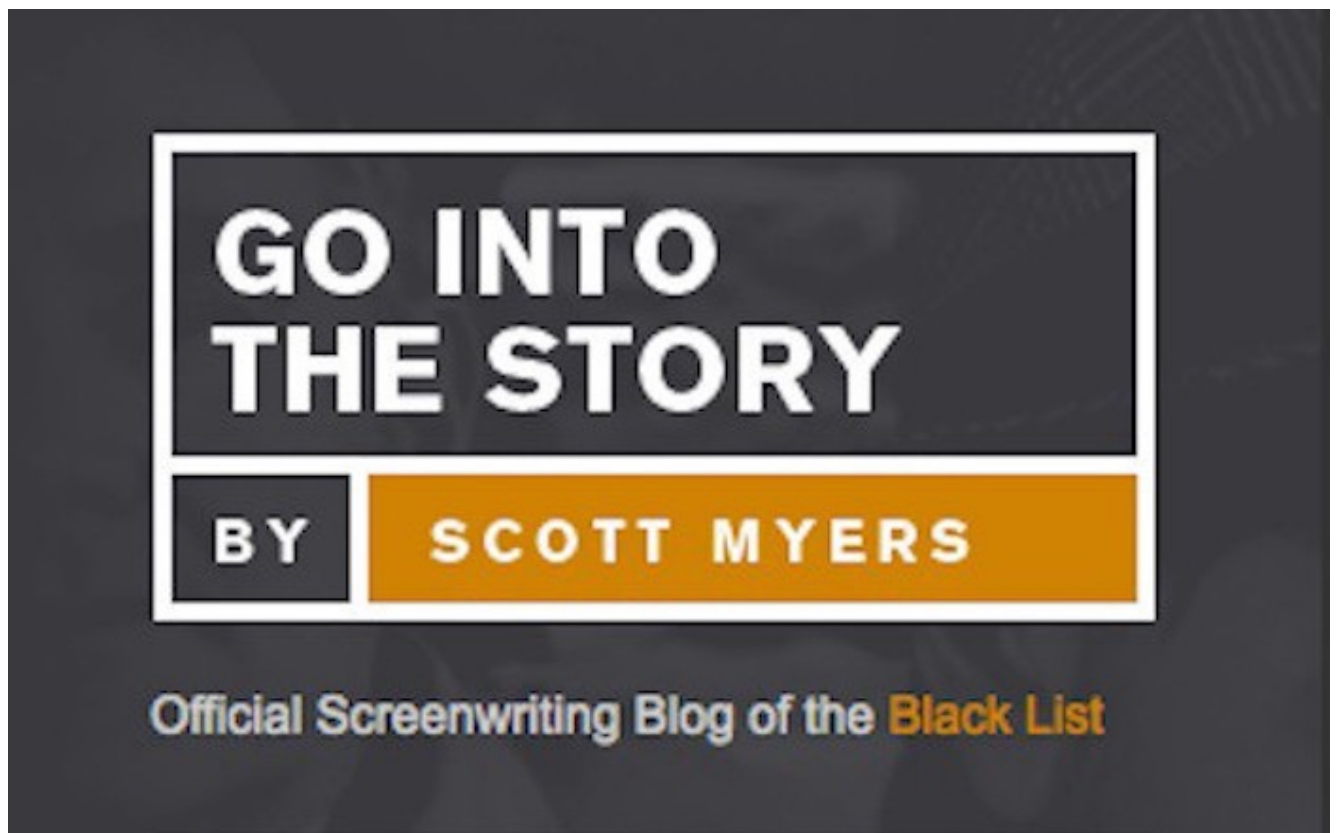 GO INTO
THE STORY
BY SCOTT MYERS
Official Screenwriting Blog of the Black List